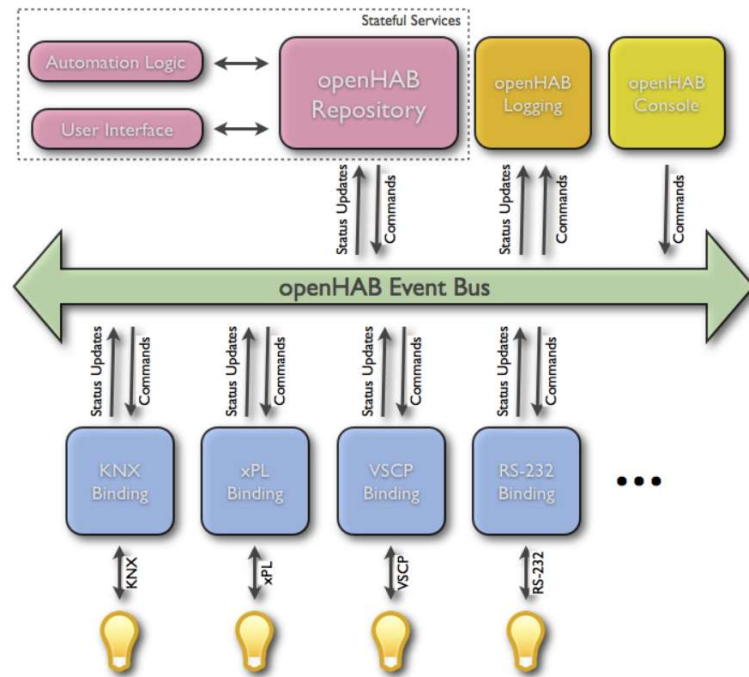 Stateful Services
Automation Logic
User Interface
openHAB
Repository
openHAB
Logging
openHAB
Console
Status Updates
Commands
Status Updates
Commands
Commands
openHAB Event Bus
Status Updates
Commands
Status Updates
Commands
Status Updates
Commands
Status Updates
Commands
KNX
Binding
xPL
Binding
VSCP
Binding
RS-232
Binding
...
KNX
xPL
VSCP
RS-232